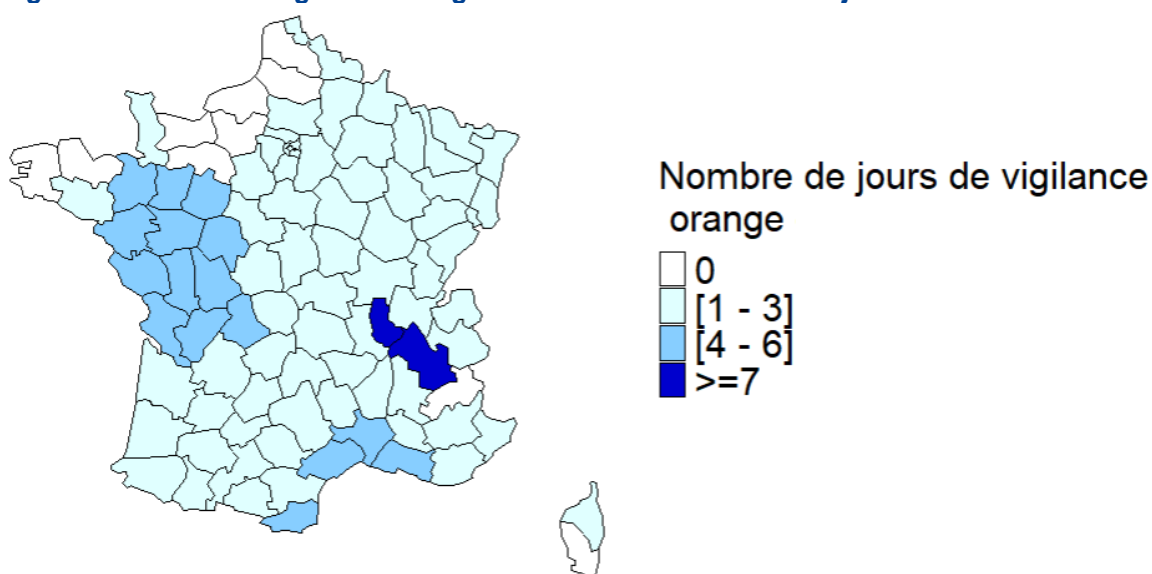 Nombre de jours de vigilance
orange
0
[1 - 3]
[4 - 6]
>=7